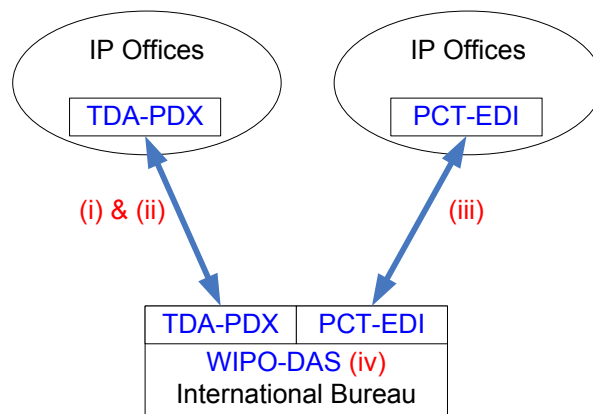 IP Offices
TDA-PDX
IP Offices
PCT-EDI
(i) & (ii)
(iii)
TDA-PDX
PCT-EDI
WIPO-DAS (iv)
International Bureau